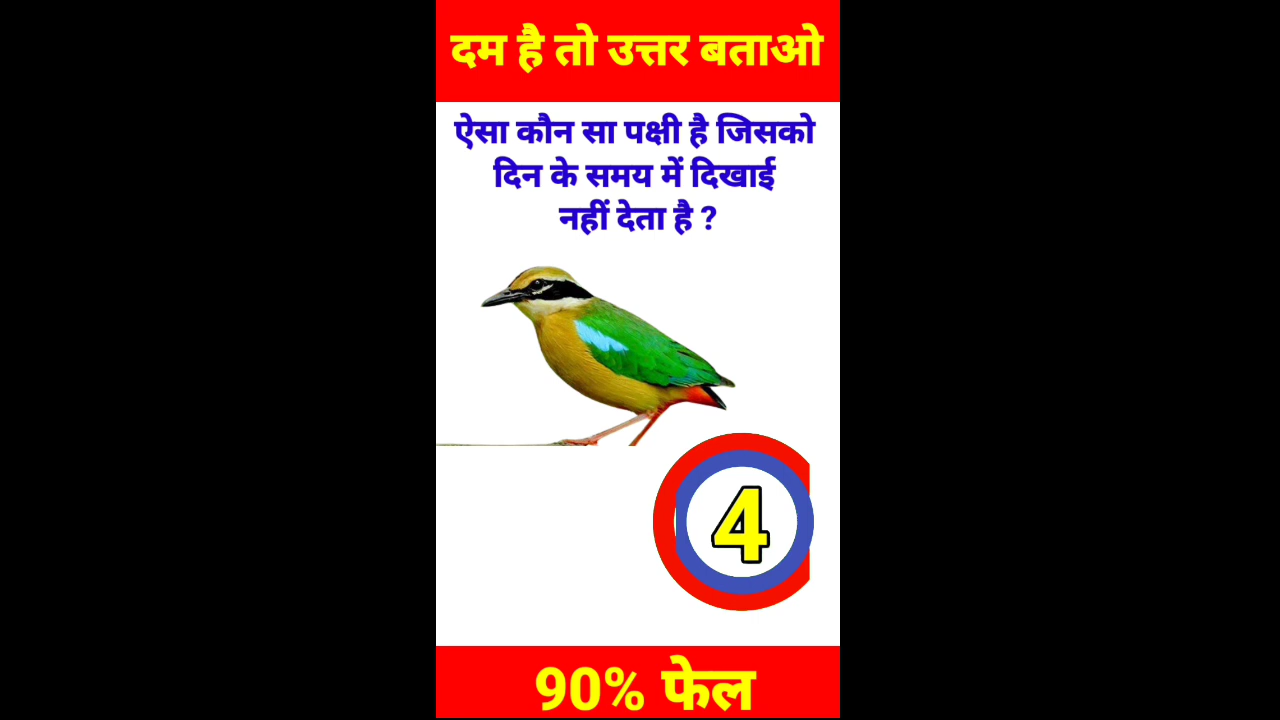 दम है तो उत्तर बताओ
ऐसा कौन सा पक्षी है जिसको
दिन के समय में दिखाई
नहीं देता है ?
4
90% फेल